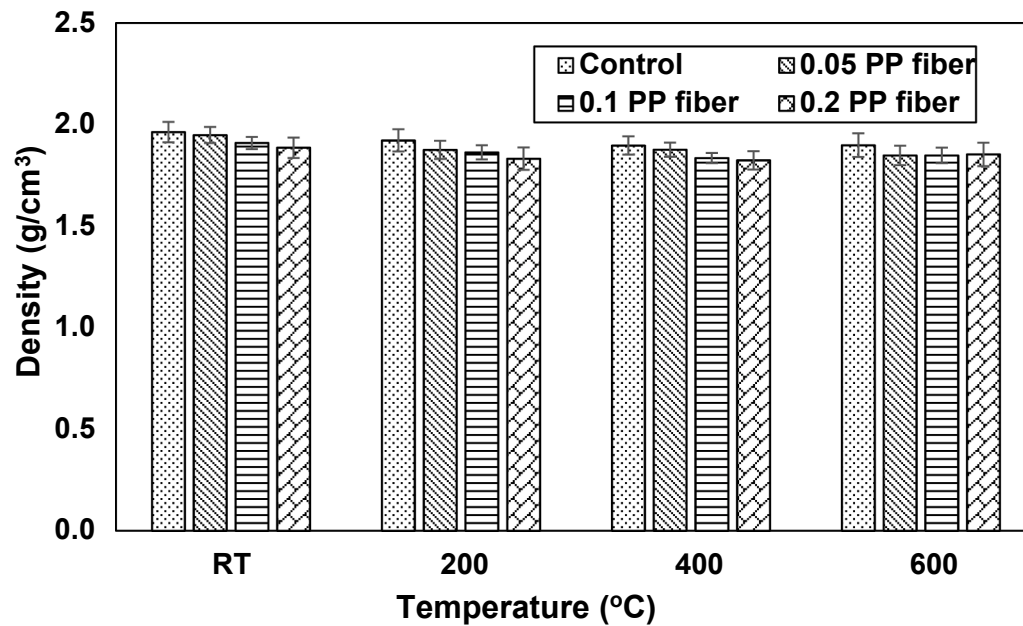 2.5
2.0
1.5
1.0
0.5
0.0
Density (g/cm³)
Control 0.05 PP fiber
0.1 PP fiber 0.2 PP fiber
RT 200 400 600
Temperature (ºC)